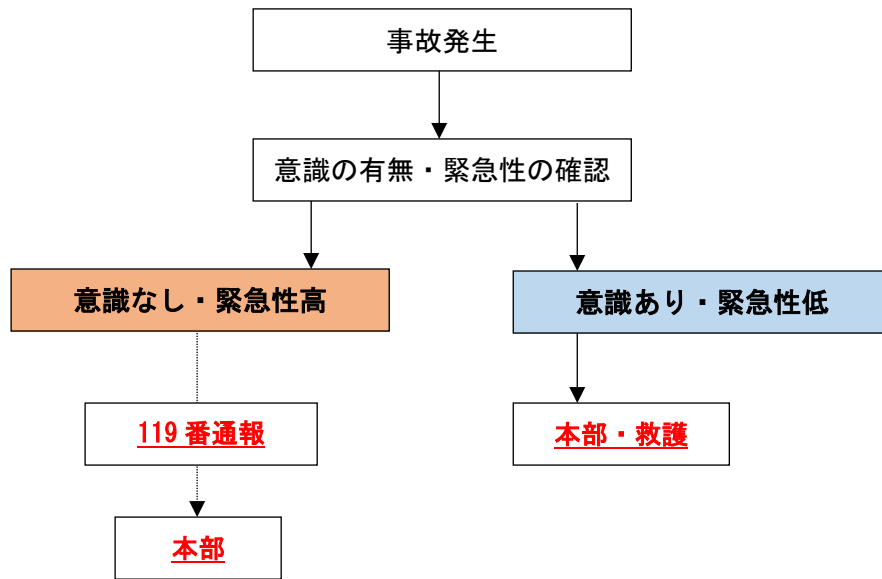 事故発生
意識の有無・緊急性の確認
意識なし・緊急性高
意識あり・緊急性低
119番通報
本部・救護
本部